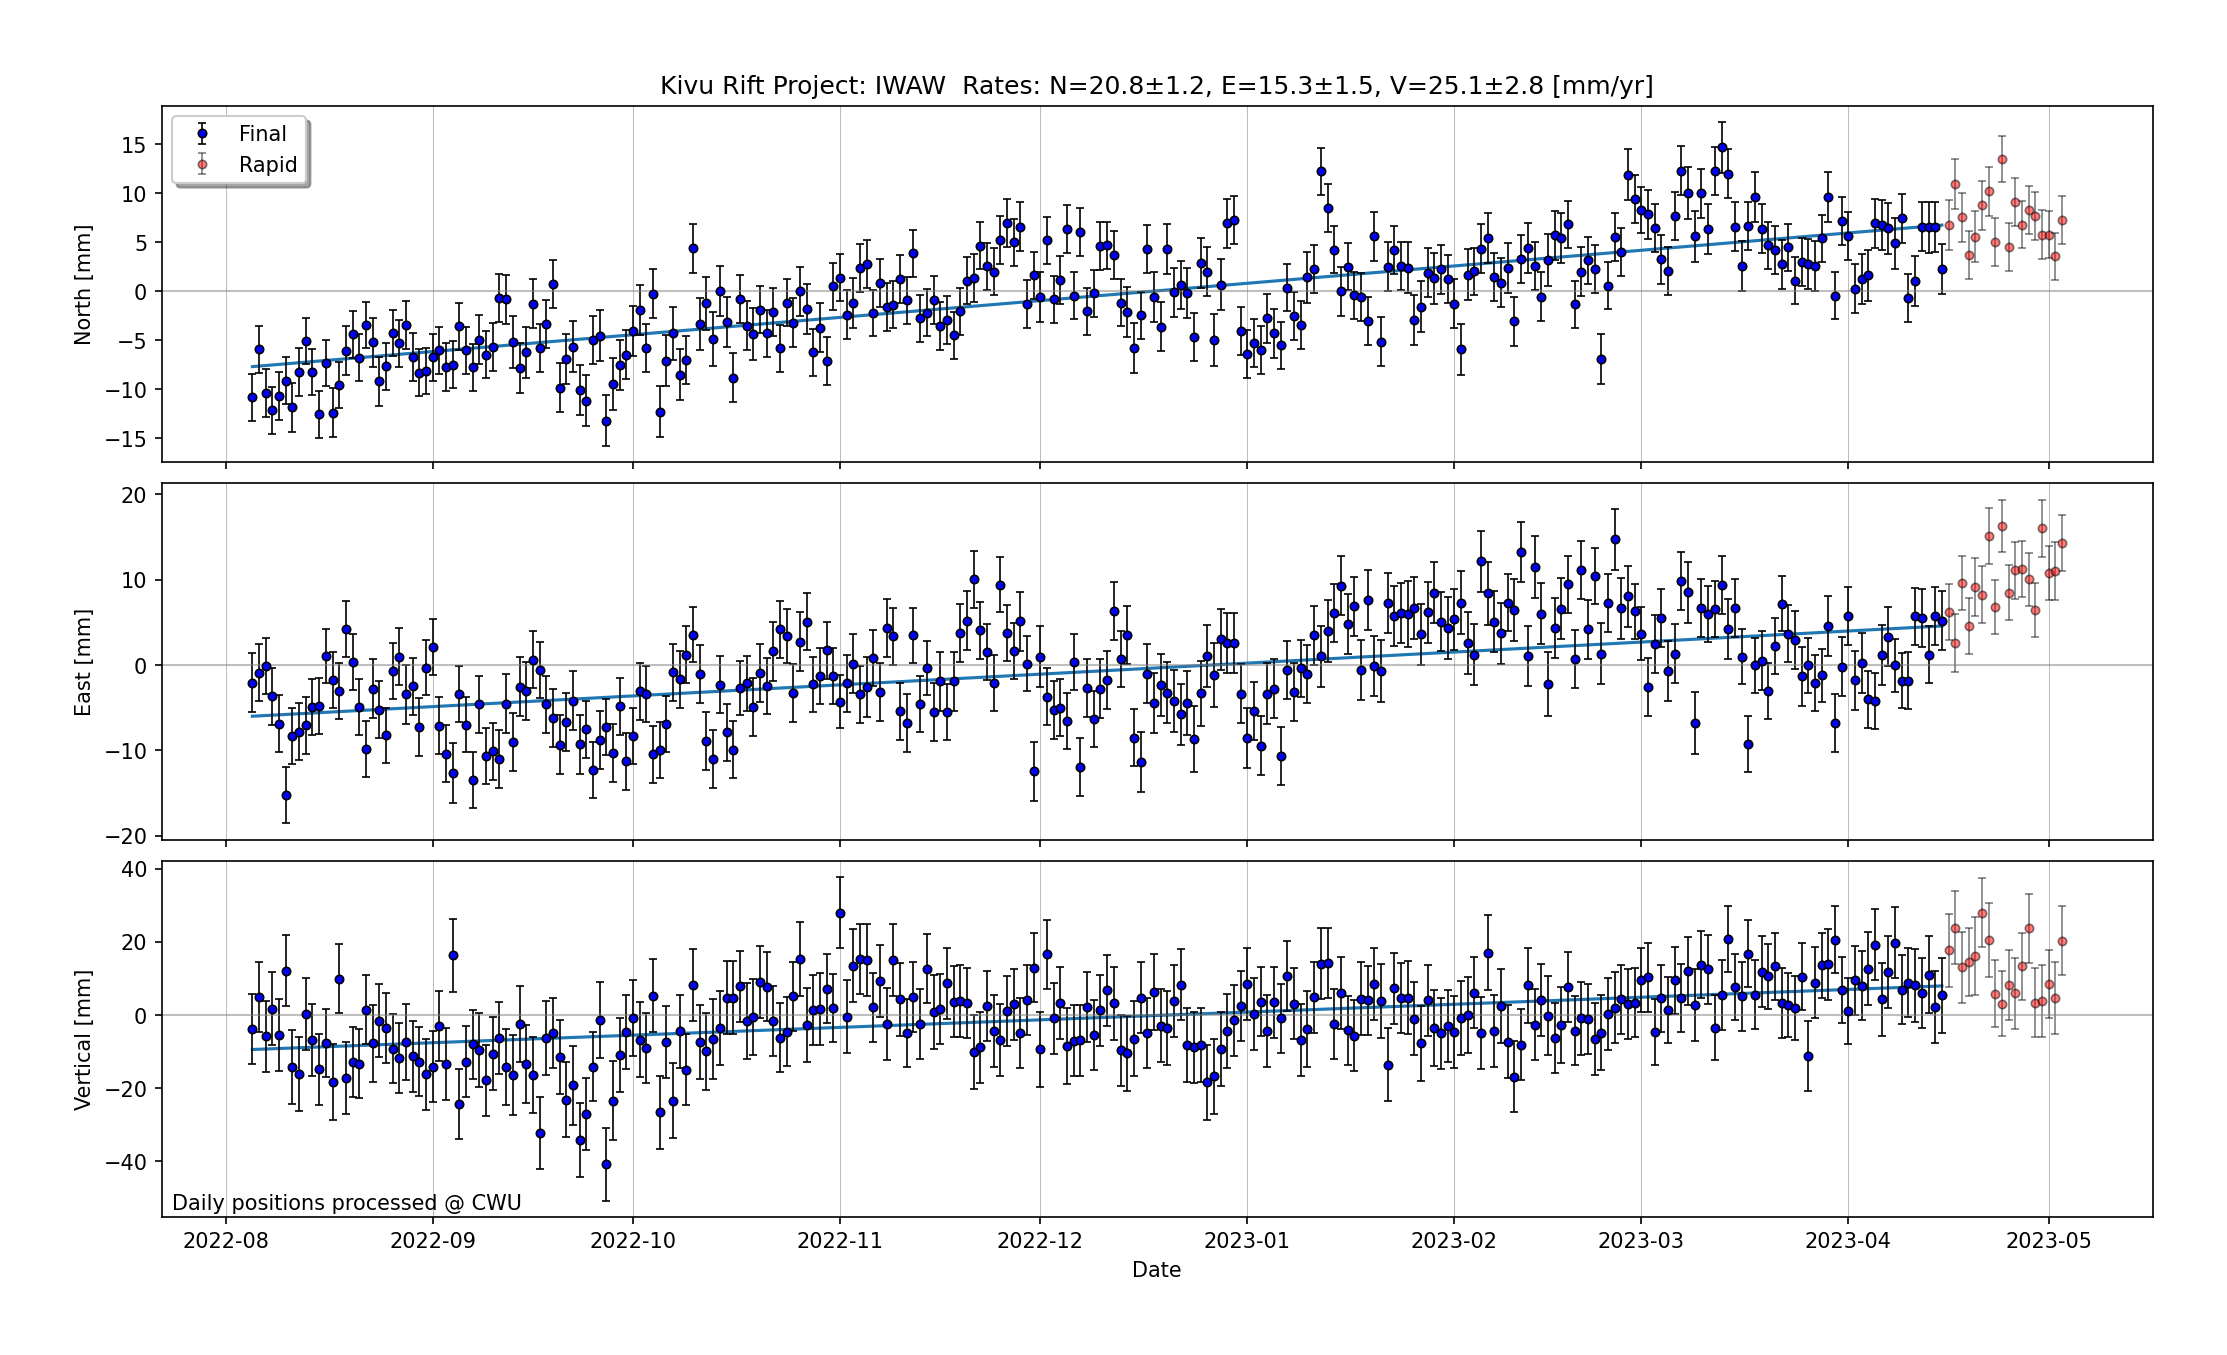 Kivu Rift Project: IWAW  Rates: N=20.8±1.2, E=15.3±1.5, V=25.1±2.8 [mm/yr]
Final
Rapid
North [mm]
15
10
5
0
−5
−10
−15
East [mm]
20
10
0
−10
−20
Vertical [mm]
40
20
0
−20
−40
Daily positions processed @ CWU
2022-08 2022-09 2022-10 2022-11 2022-12 2023-01 2023-02 2023-03 2023-04 2023-05
Date